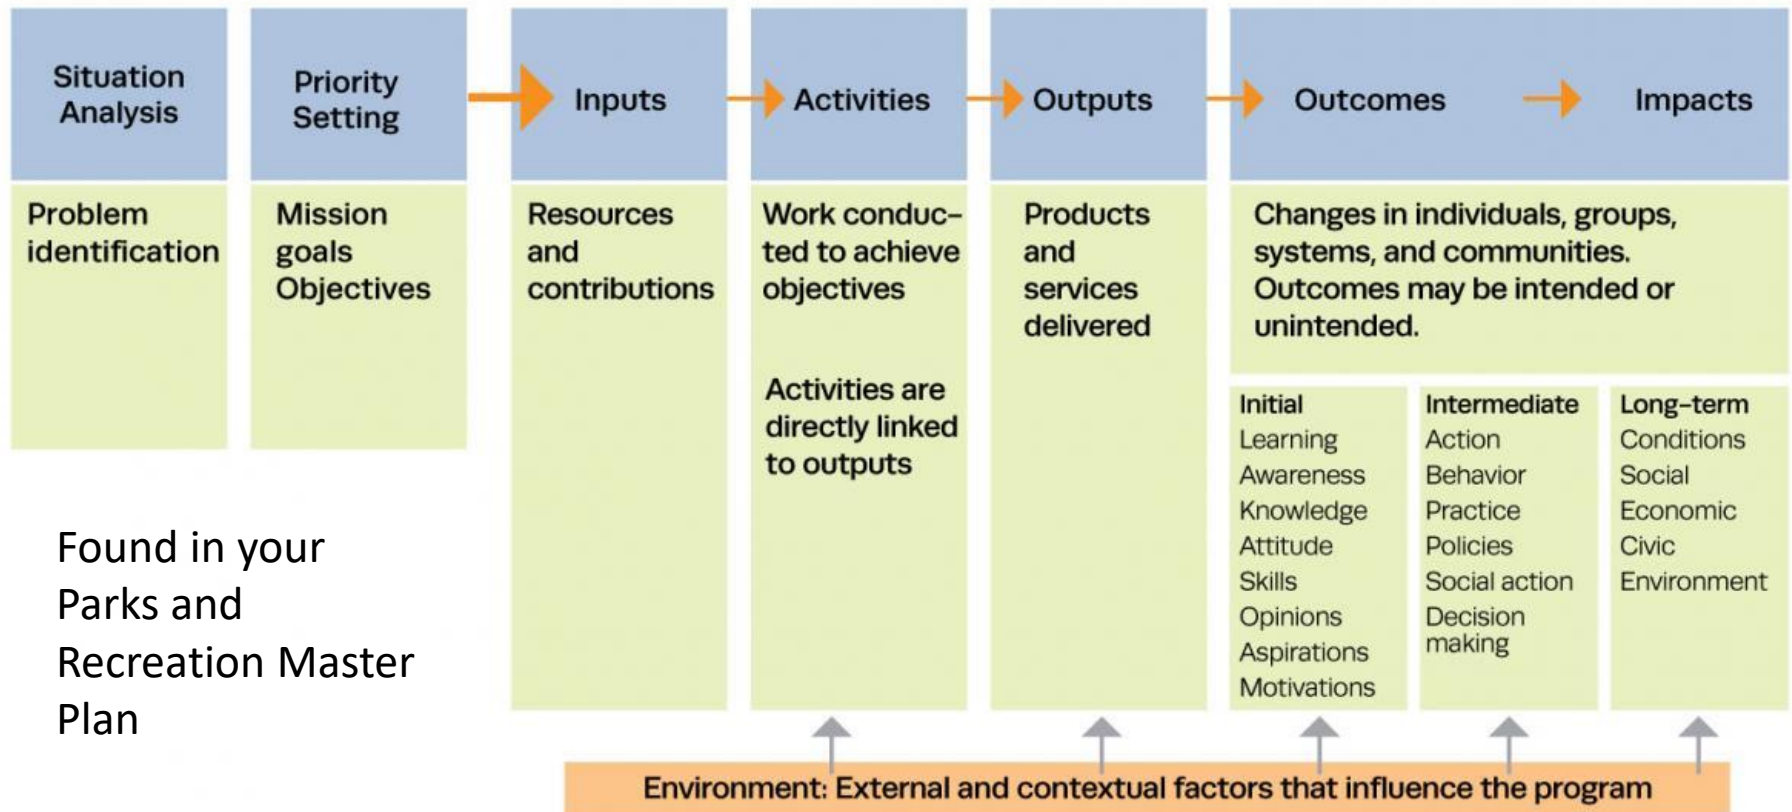 Situation
Analysis
Priority
Setting
Inputs
Activities
Outputs
Outcomes
Impacts
Problem
identification
Mission
goals
Objectives
Resources
and
contributions
Work conduc-
ted to achieve
objectives
Activities are
directly linked
to outputs
Products
and
services
delivered
Changes in individuals, groups,
systems, and communities.
Outcomes may be intended or
unintended.
Initial
Learning
Awareness
Knowledge
Attitude
Skills
Opinions
Aspirations
Motivations
Intermediate
Action
Behavior
Practice
Policies
Social action
Decision
making
Long-term
Conditions
Social
Economic
Civic
Environment
Found in your
Parks and
Recreation Master
Plan
Environment: External and contextual factors that influence the program